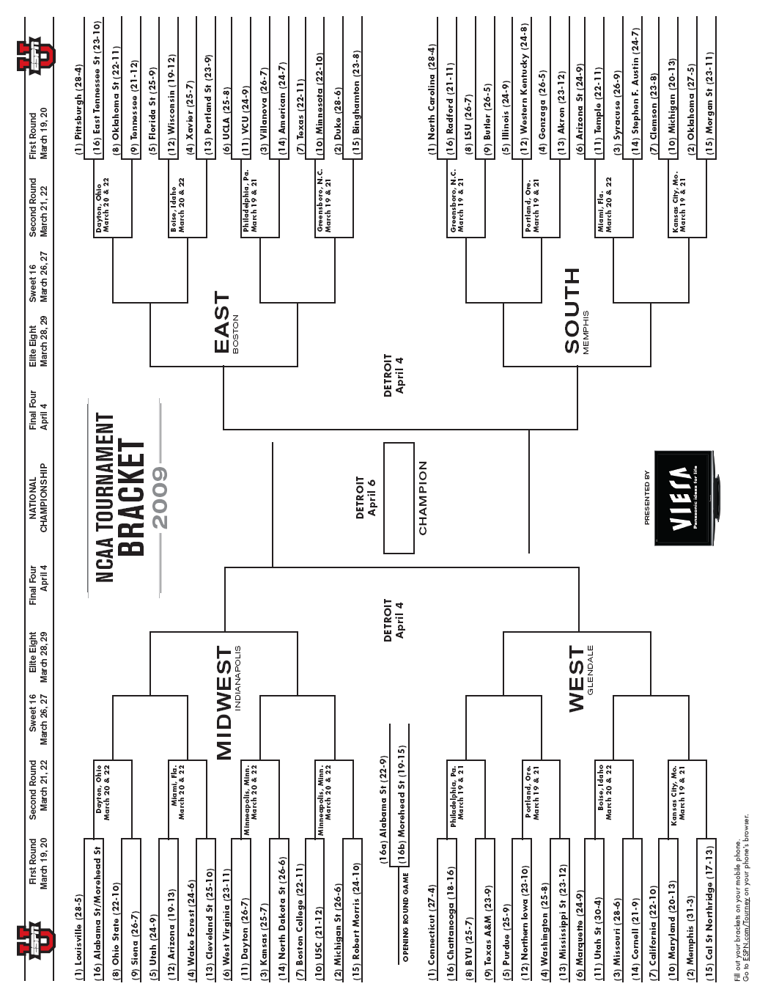 First Round
March 19, 20
Second Round
March 21, 22
Sweet 16
March 26, 27
Elite Eight
March 28, 29
Final Four
April 4
NATIONAL
CHAMPIONSHIP
Final Four
April 4
Elite Eight
March 28, 29
Sweet 16
March 26, 27
Second Round
March 21, 22
First Round
March 19, 20
ESPN
ESPN
NCAA TOURNAMENT
BRACKET
2009
(1) Louisville (28-5)
(16) Alabama St/Morehead St
(8) Ohio State (22-10)
(9) Siena (26-7)
(5) Utah (24-9)
(12) Arizona (19-13)
(4) Wake Forest (24-6)
(13) Cleveland St (25-10)
(6) West Virginia (23-11)
(11) Dayton (26-7)
(3) Kansas (25-7)
(14) North Dakota St (26-6)
(7) Boston College (22-11)
(10) USC (21-12)
(2) Michigan St (26-6)
(15) Robert Morris (24-10)
Dayton, Ohio
March 20 & 22
Miami, Fla.
March 20 & 22
Minneapolis, Minn.
March 20 & 22
Minneapolis, Minn.
March 20 & 22
MIDWEST
INDIANAPOLIS
(1) Pittsburgh (28-4)
(16) East Tennessee St (23-10)
(8) Oklahoma St (22-11)
(9) Tennessee (21-12)
(5) Florida St (25-9)
(12) Wisconsin (19-12)
(4) Xavier (25-7)
(13) Portland St (23-9)
(6) UCLA (25-8)
(11) VCU (24-9)
(3) Villanova (26-7)
(14) American (24-7)
(7) Texas (22-11)
(10) Minnesota (22-10)
(2) Duke (28-6)
(15) Binghamton (23-8)
Dayton, Ohio
March 20 & 22
Boise, Idaho
March 20 & 22
Philadelphia, Pa.
March 19 & 21
Greensboro, N.C.
March 19 & 21
EAST
BOSTON
OPENING ROUND GAME
(16a) Alabama St (22-9)
(16b) Morehead St (19-15)
DETROIT
April 4
DETROIT
April 6
CHAMPION
DETROIT
April 4
(1) Connecticut (27-4)
(16) Chattanooga (18-16)
(8) BYU (25-7)
(9) Texas A&M (23-9)
(5) Purdue (25-9)
(12) Northern Iowa (23-10)
(4) Washington (25-8)
(13) Mississippi St (23-12)
(6) Marquette (24-9)
(11) Utah St (30-4)
(3) Missouri (28-6)
(14) Cornell (21-9)
(7) California (22-10)
(10) Maryland (20-13)
(2) Memphis (31-3)
(15) Cal St Northridge (17-13)
Philadelphia, Pa.
March 19 & 21
Portland, Ore.
March 19 & 21
Boise, Idaho
March 20 & 22
Kansas City, Mo.
March 19 & 21
WEST
GLENDALE
(1) North Carolina (28-4)
(16) Radford (21-11)
(8) LSU (26-7)
(9) Butler (26-5)
(5) Illinois (24-9)
(12) Western Kentucky (24-8)
(4) Gonzaga (26-5)
(13) Akron (23-12)
(6) Arizona St (24-9)
(11) Temple (22-11)
(3) Syracuse (26-9)
(14) Stephen F. Austin (24-7)
(7) Clemson (23-8)
(10) Michigan (20-13)
(2) Oklahoma (27-5)
(15) Morgan St (23-11)
Greensboro, N.C.
March 19 & 21
Portland, Ore.
March 19 & 21
Miami, Fla.
March 20 & 22
Kansas City, Mo.
March 19 & 21
SOUTH
MEMPHIS
PRESENTED BY
VIERA
Panasonic ideas for life
Fill out your brackets on your mobile phone.
Go to ESPN.com/Tourney on your phone's browser.